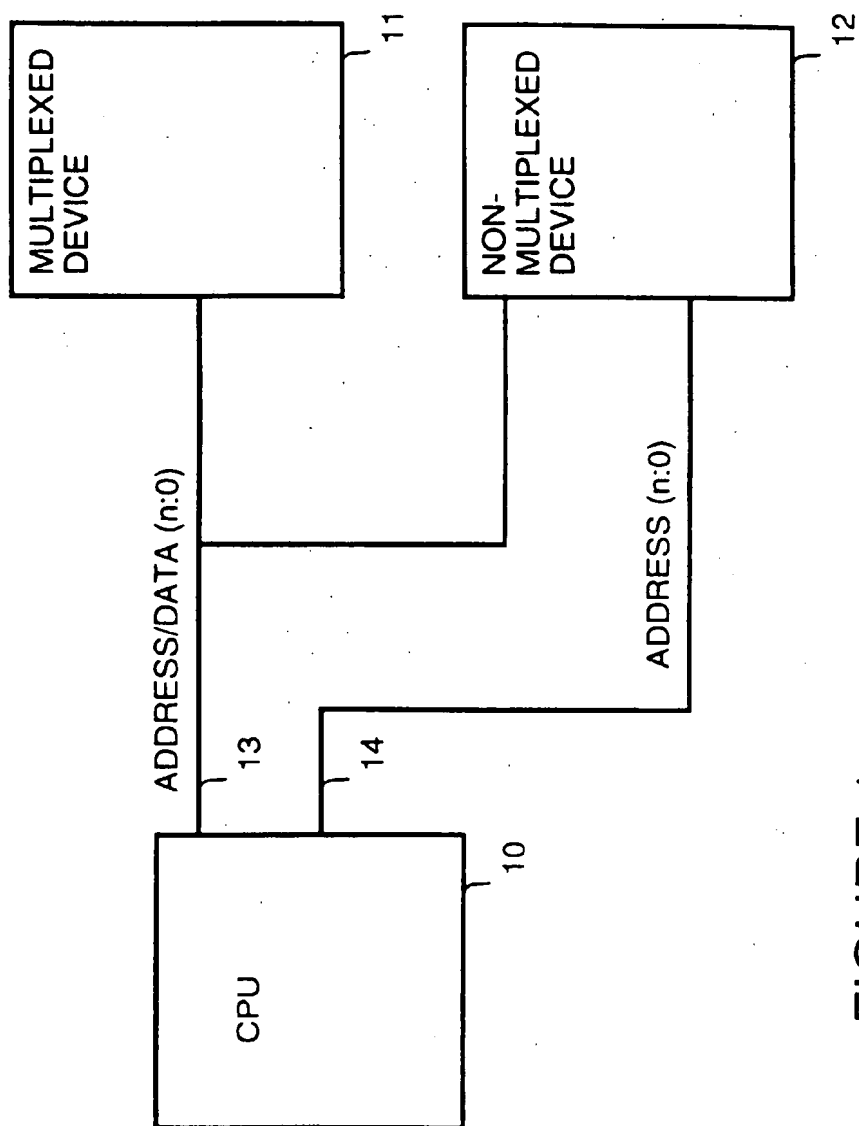 MULTIPLEXED
DEVICE
11
ADDRESS/DATA (n:0)
13
14
CPU
10
NON-
MULTIPLEXED
DEVICE
12
ADDRESS (n:0)